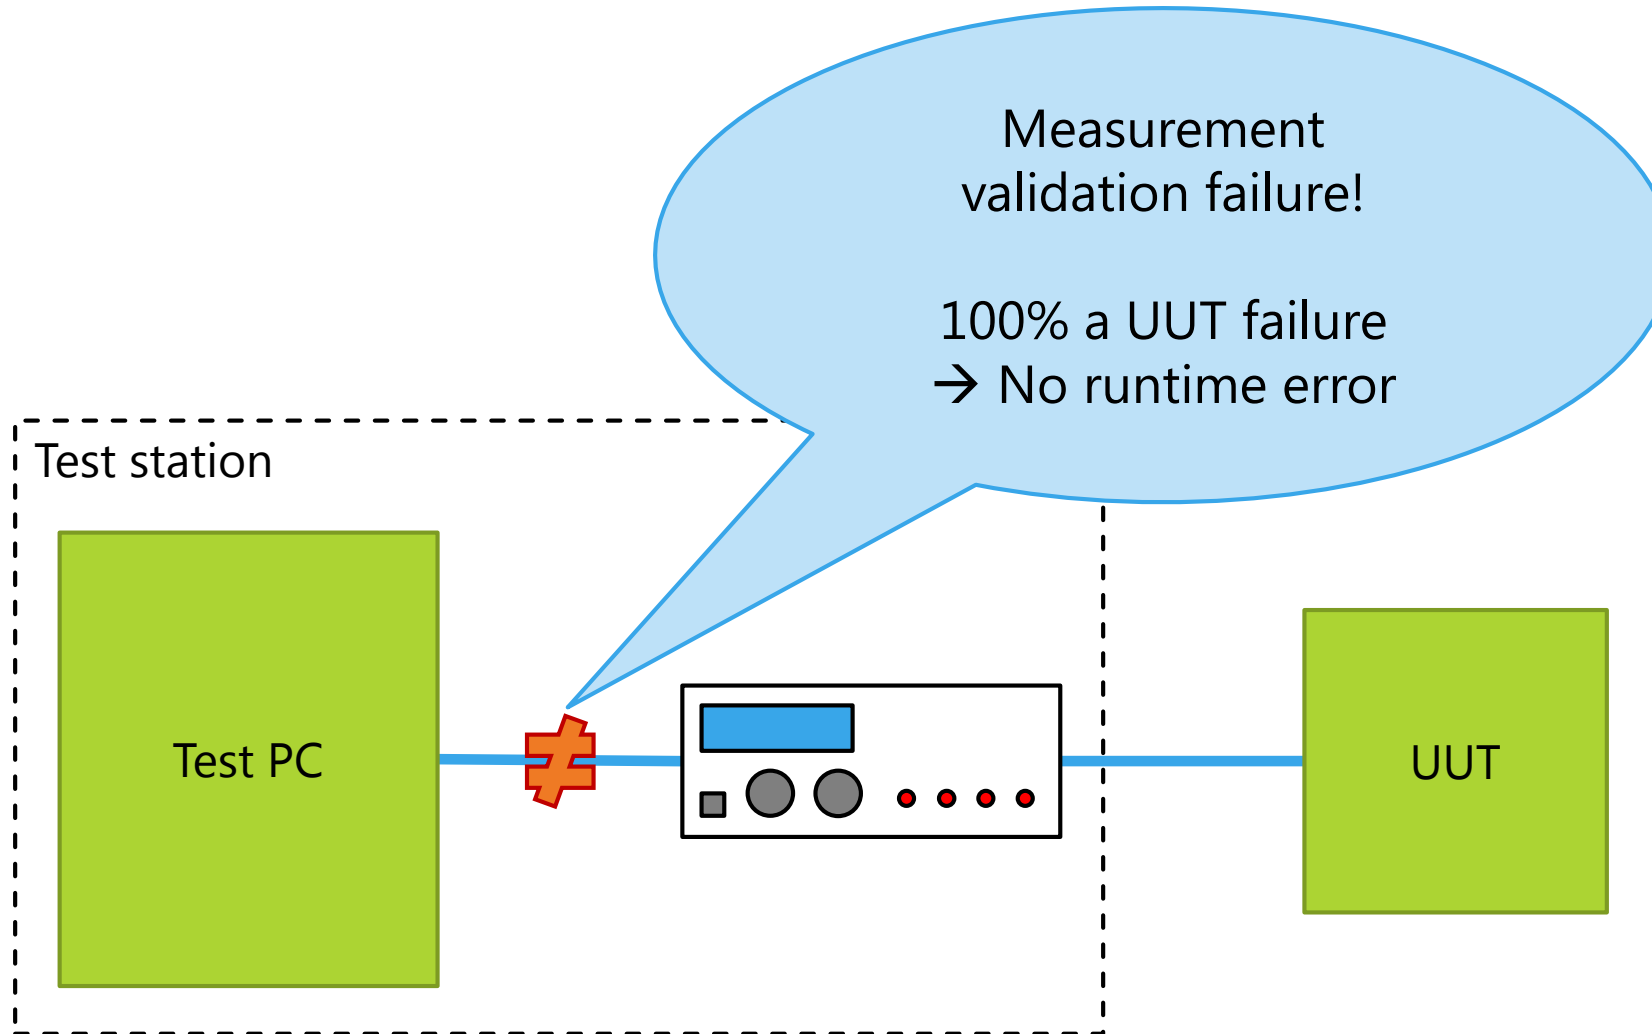 Measurement
validation failure!
100% a UUT failure
→ No runtime error
Test station
Test PC
UUT